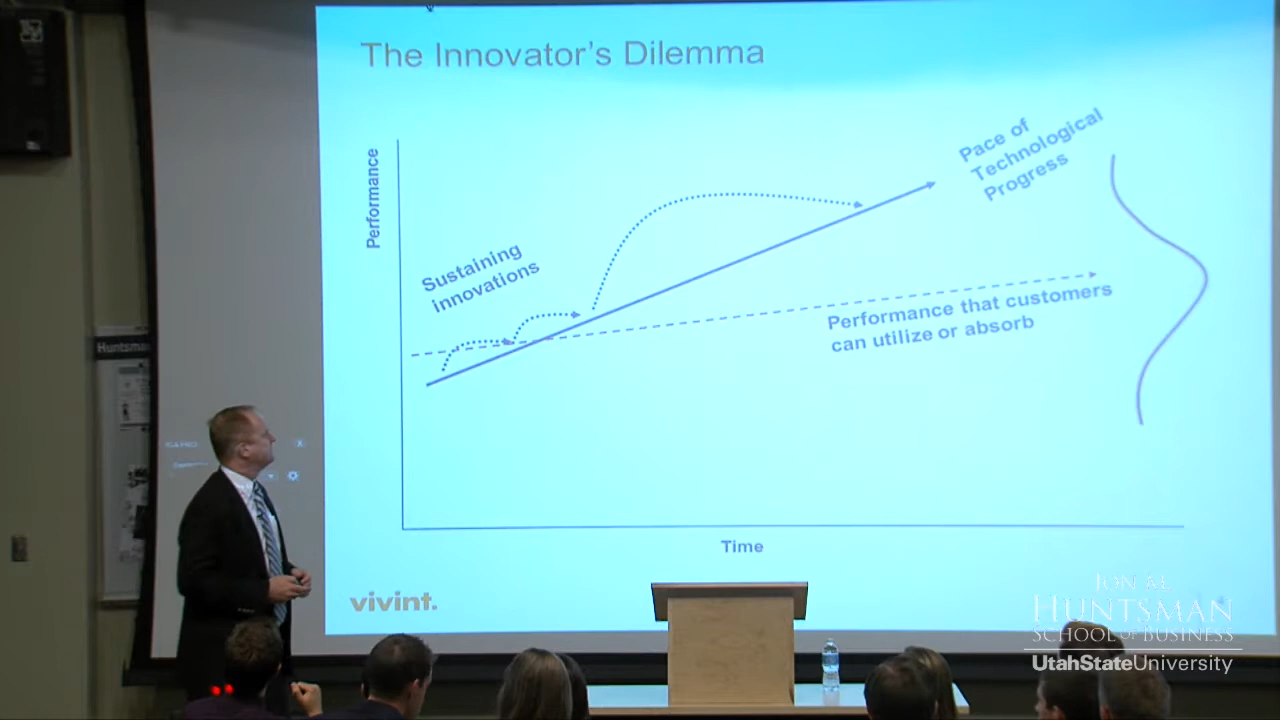 The Innovator's Dilemma
Performance
Sustaining
innovations
Pace of
Technological
Progress
Performance that customers
can utilize or absorb
Time
vivint.
Huntsma
JON M.
HUNTSMAN
SCHOOL OF BUSINESS
UtahStateUniversity